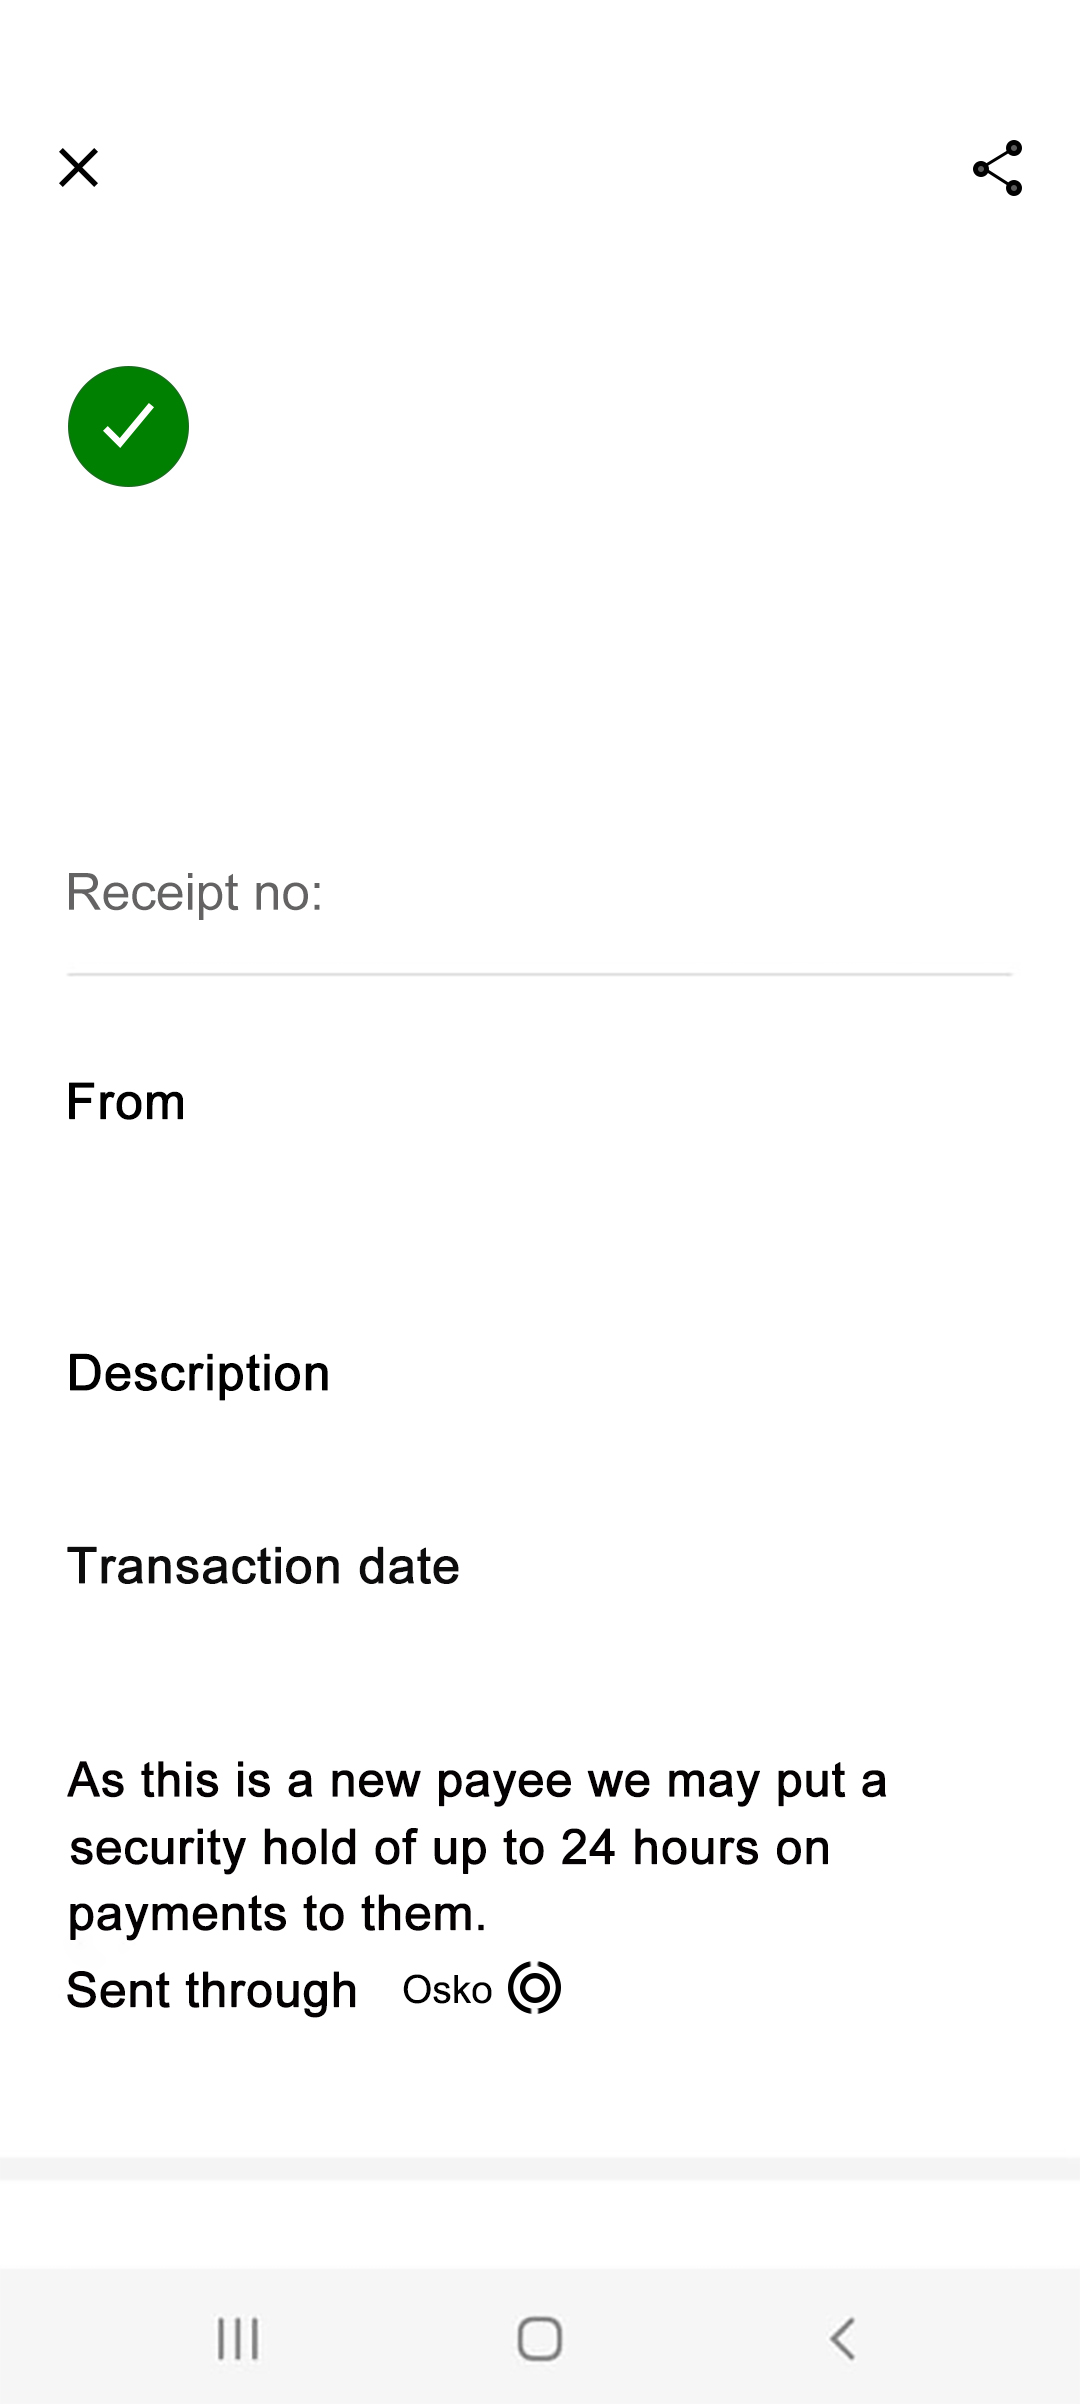 Receipt no:
From
Description
Transaction date
As this is a new payee we may put a
security hold of up to 24 hours on
payments to them.
Sent through Osko